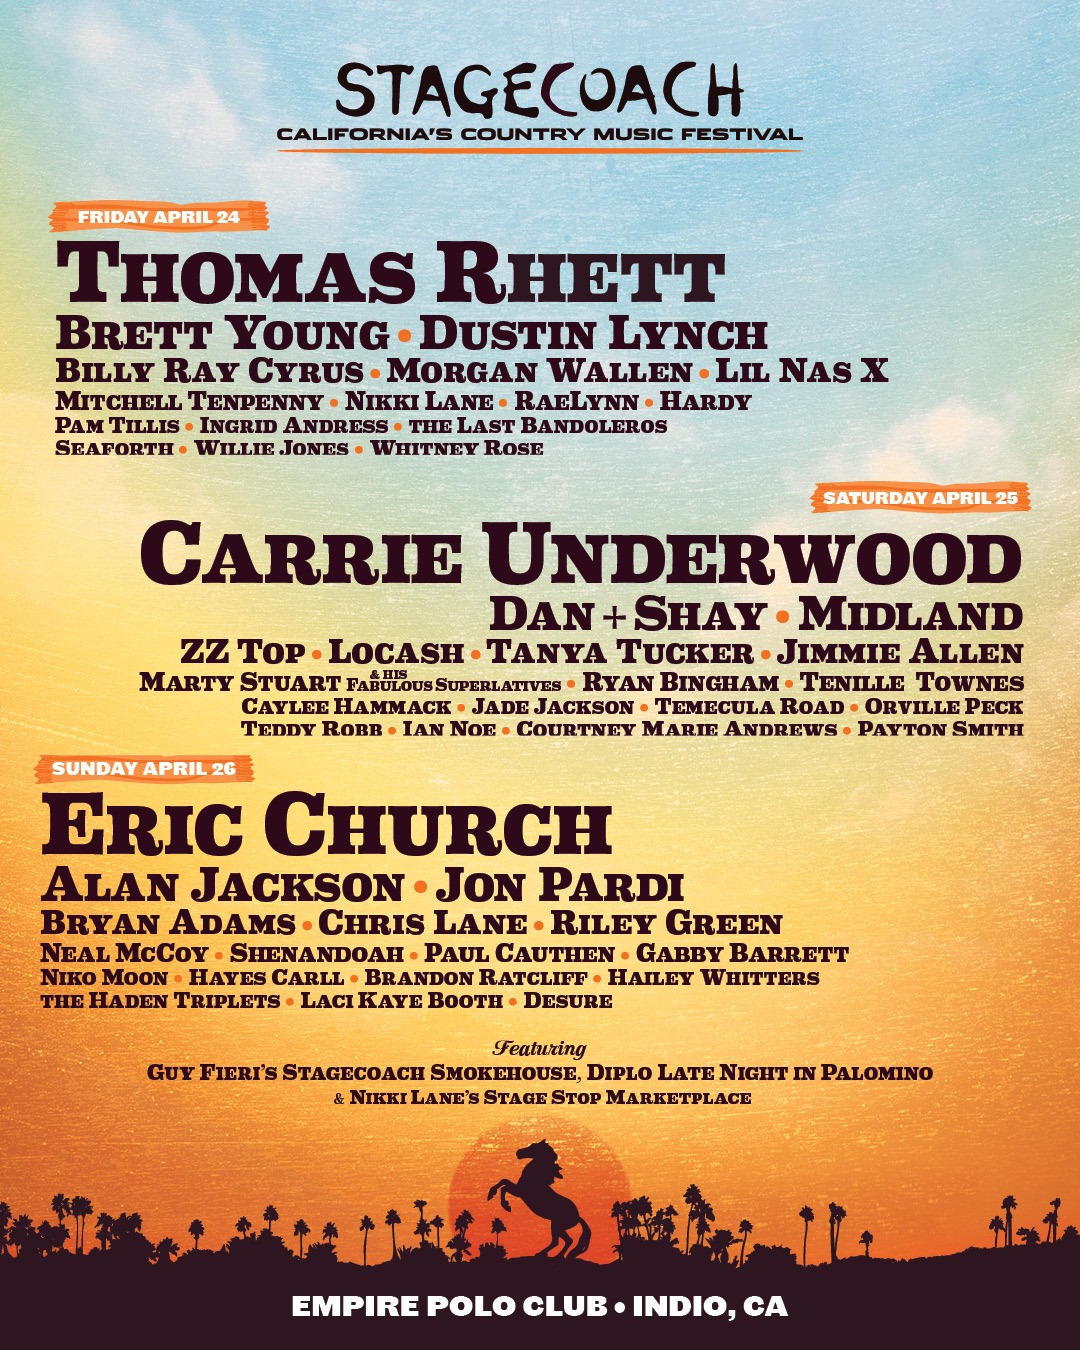 STAGECOACH
CALIFORNIA'S COUNTRY MUSIC FESTIVAL
FRIDAY APRIL 24
THOMAS RHETT
BRETT YOUNG • DUSTIN LYNCH
BILLY RAY CYRUS • MORGAN WALLEN • LIL NAS X
MITCHELL TENPENNY • NIKKI LANE • RAELYNN • HARDY
PAM TILLIS • INGRID ANDRESS • THE LAST BANDOLEROS
SEAFORTH • WILLIE JONES • WHITNEY ROSE
SATURDAY APRIL 25
CARRIE UNDERWOOD
DAN + SHAY • MIDLAND
ZZ TOP • LOCASH • TANYA TUCKER • JIMMIE ALLEN
MARTY STUART & HIS FABULOUS SUPERLATIVES • RYAN BINGHAM • TENILLE TOWNES
CAYLEE HAMMACK • JADE JACKSON • TEMECULA ROAD • ORVILLE PECK
TEDDY ROBB • IAN NOE • COURTNEY MARIE ANDREWS • PAYTON SMITH
SUNDAY APRIL 26
ERIC CHURCH
ALAN JACKSON • JON PARDI
BRYAN ADAMS • CHRIS LANE • RILEY GREEN
NEAL MCCOY • SHENANDOAH • PAUL CAUTHEN • GABBY BARRETT
NIKO MOON • HAYES CARLL • BRANDON RATCLIFF • HAILEY WHITTERS
THE HADEN TRIPLETS • LACI KAYE BOOTH • DESURE
Featuring
GUY FIERI'S STAGECOACH SMOKEHOUSE, DIPLO LATE NIGHT IN PALOMINO
& NIKKI LANE'S STAGE STOP MARKETPLACE
EMPIRE POLO CLUB • INDIO, CA